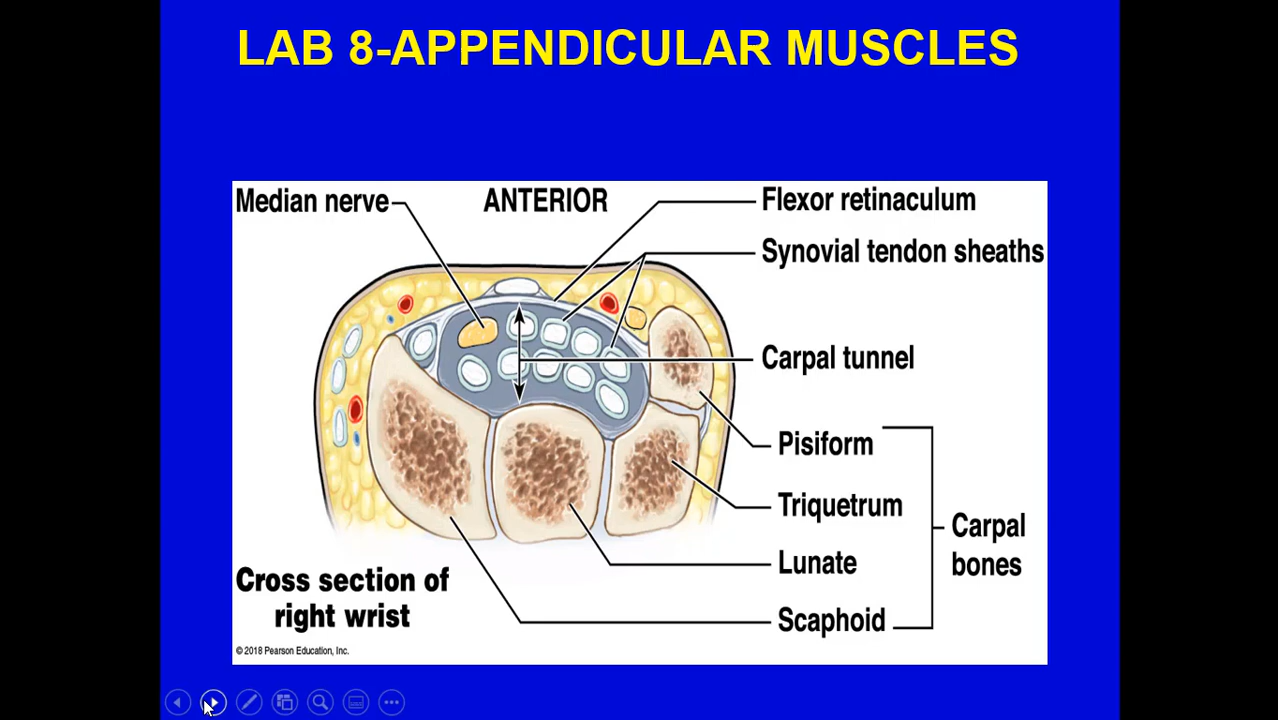 LAB 8-APPENDICULAR MUSCLES
Median nerve
ANTERIOR
Flexor retinaculum
Synovial tendon sheaths
Carpal tunnel
Pisiform
Triquetrum
Carpal
bones
Lunate
Scaphoid
Cross section of
right wrist
© 2018 Pearson Education, Inc.